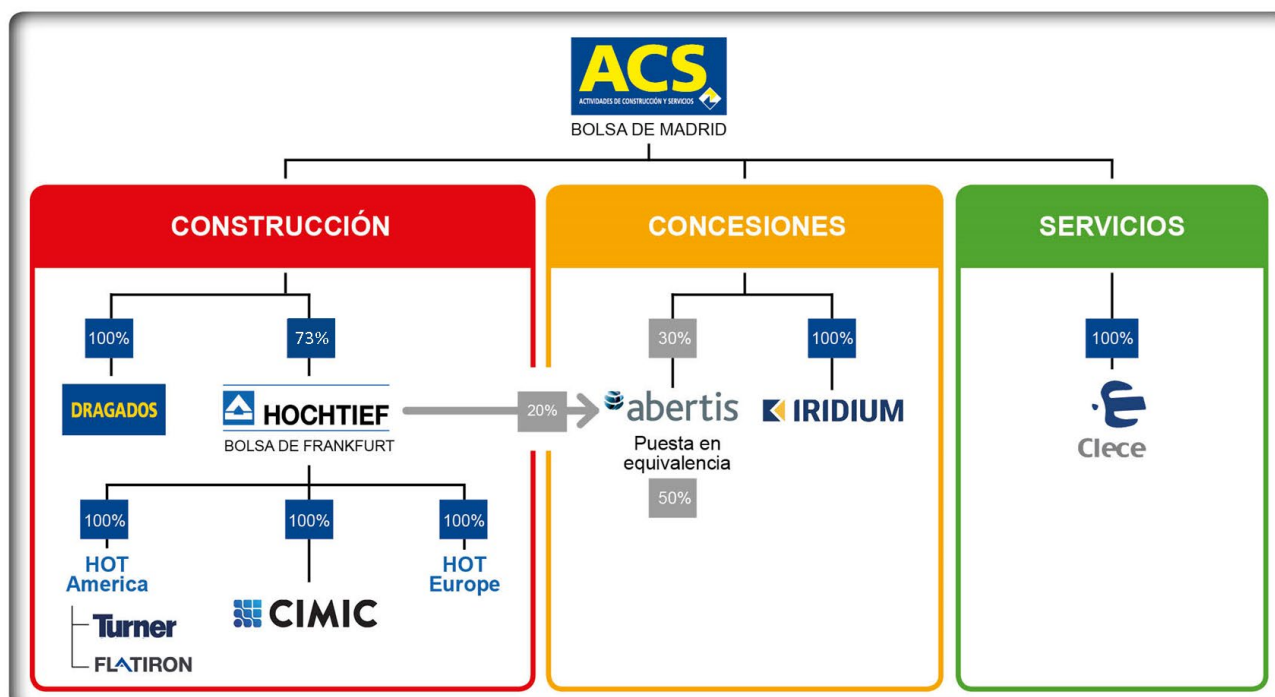 ACS
ACTIVIDADES DE CONSTRUCCIÓN Y SERVICIOS
BOLSA DE MADRID
CONSTRUCCIÓN
CONCESIONES
SERVICIOS
100%
73%
30%
100%
100%
DRAGADOS
HOCHTIEF
BOLSA DE FRANKFURT
20%
abertis
Puesta en
equivalencia
50%
IRIDIUM
Clece
100%
100%
100%
HOT
America
HOT
Europe
Turner
FLATIRON
CIMIC